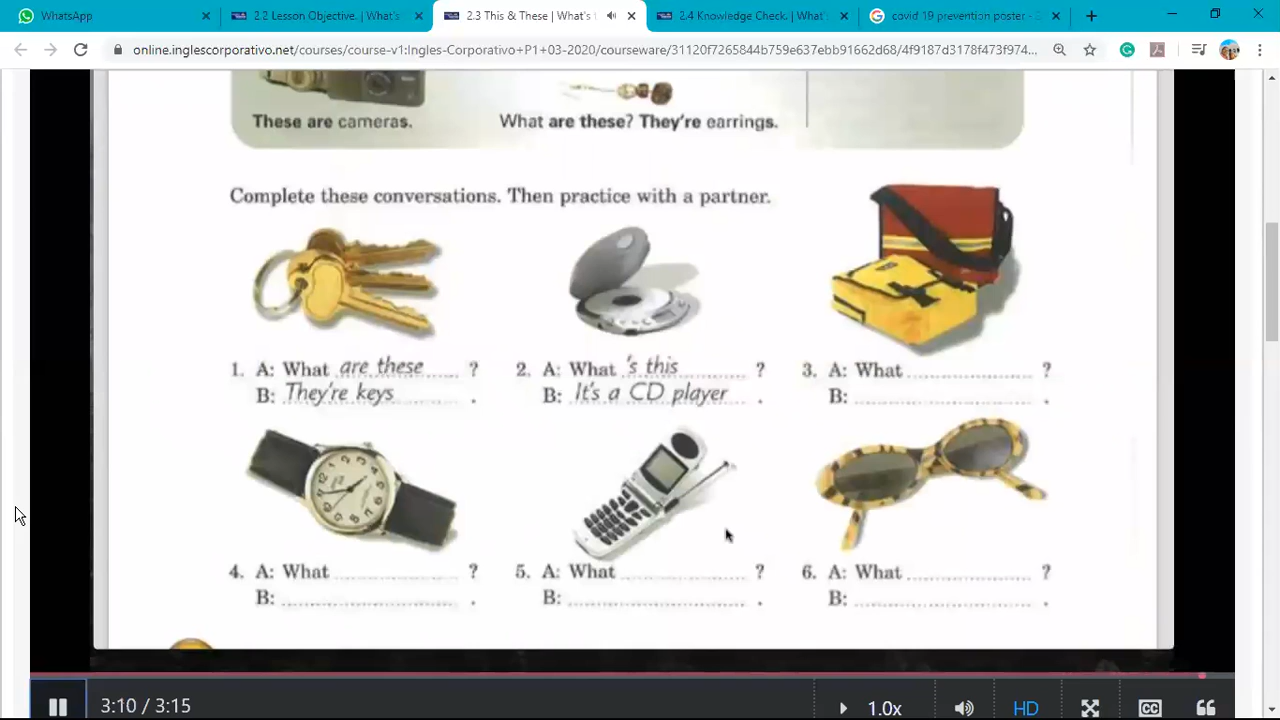 WhatsApp
2.2 Lesson Objective. | What's
2.3 This & These | What's
2.4 Knowledge Check. | What's
covid 19 prevention poster -
online.inglescorporativo.net/courses/course-v1:Ingles-Corporativo+P1+03-2020/courseware/31120f7265844b759e637ebb91662d68/4f9187d3178f473f974...
These are cameras.
What are these? They're earrings.
Complete these conversations. Then practice with a partner.
1. A: What are these ?
B: They're keys .
2. A: What 's this ?
B: It's a CD player .
3. A: What ............ ?
B: ............ .
4. A: What ............ ?
B: ............ .
5. A: What ............ ?
B: ............ .
6. A: What ............ ?
B: ............ .
3:10 / 3:15
1.0x
HD
CC